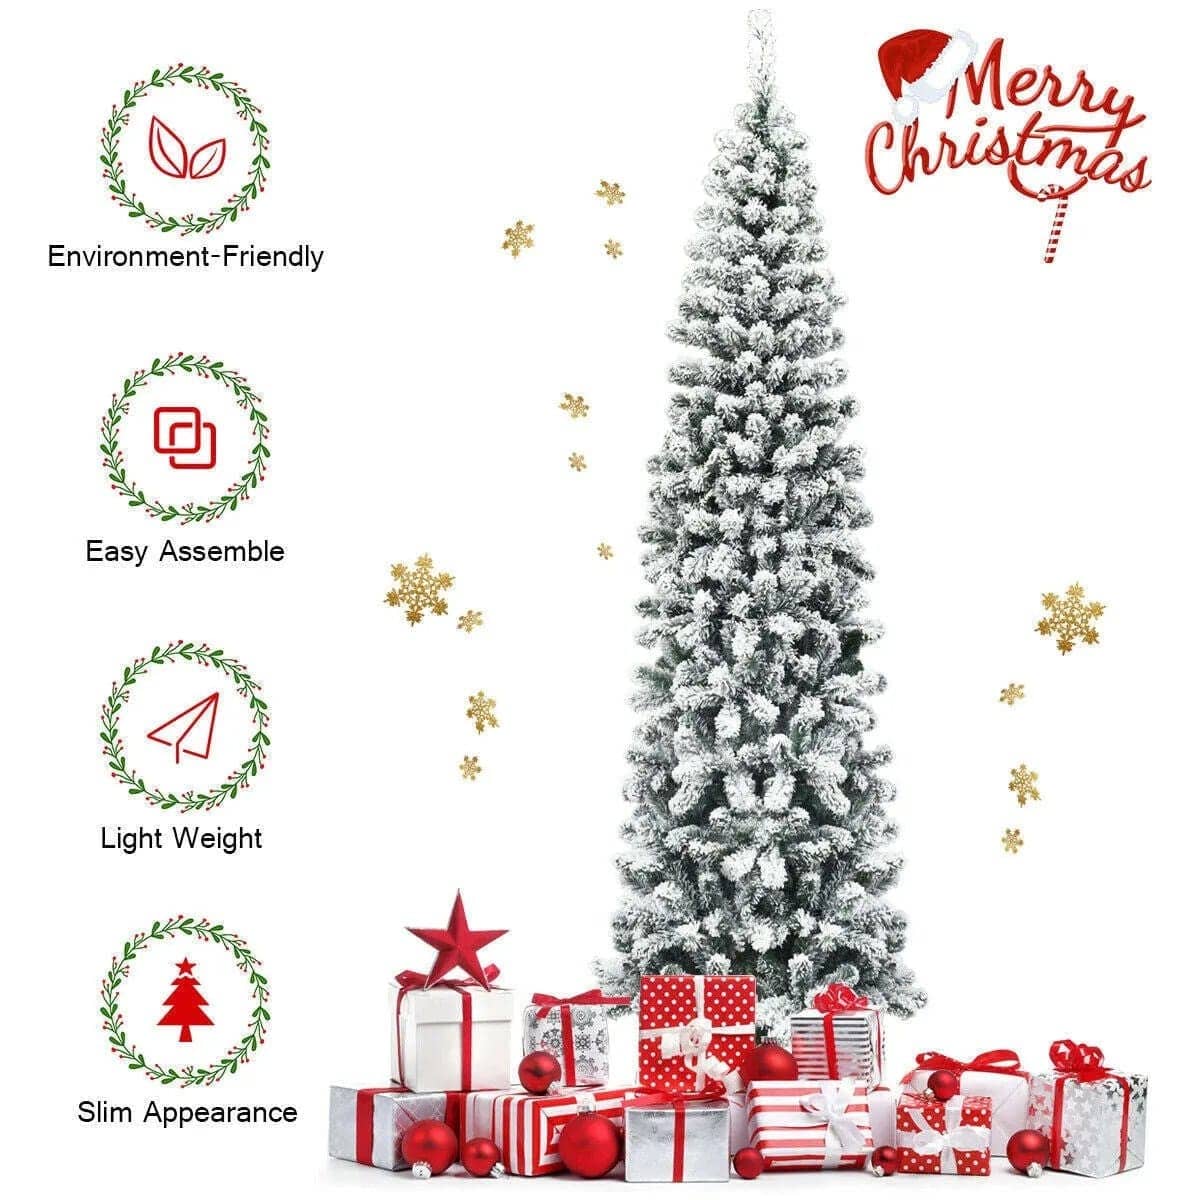 Merry
Christmas
Environment-Friendly
Easy Assemble
Light Weight
Slim Appearance